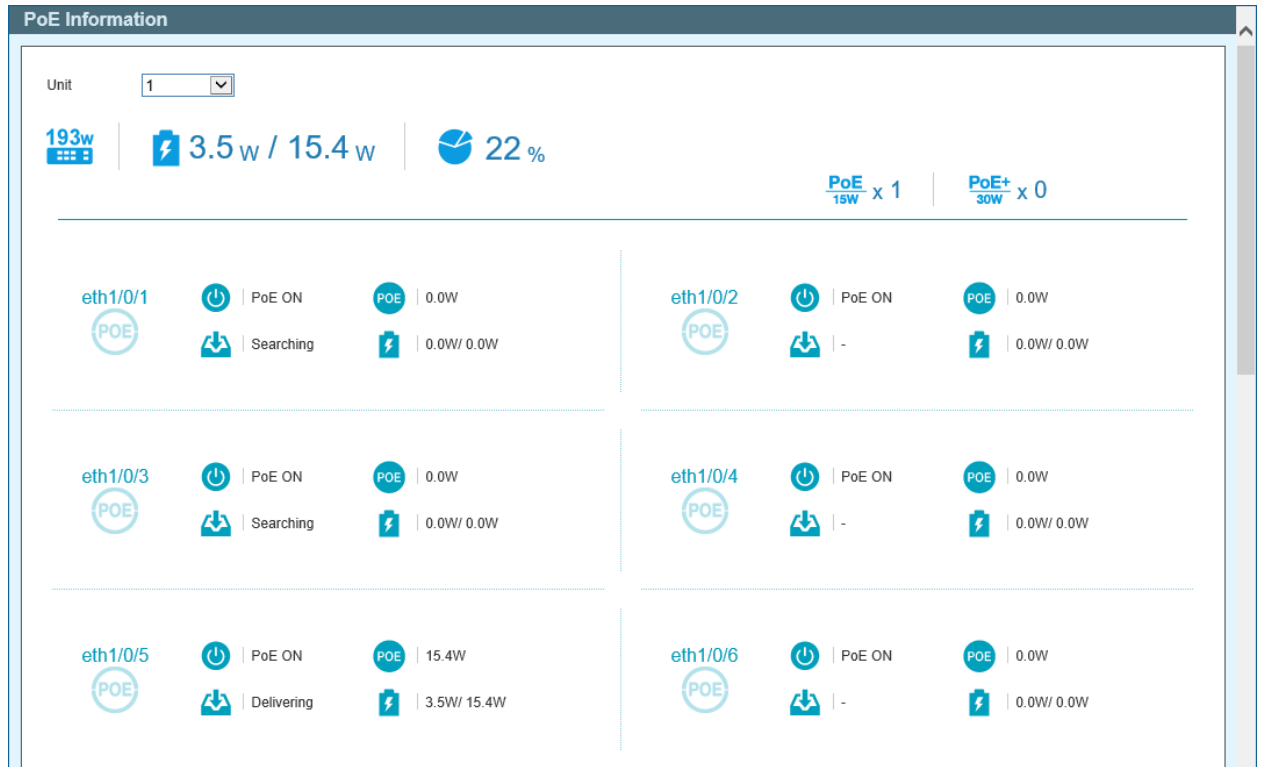 PoE Information
Unit 1
193w 3.5 W / 15.4 W 22 %
PoE 15W x 1 PoE+ 30W x 0
eth1/0/1 PoE ON POE 0.0W eth1/0/2 PoE ON POE 0.0W
POE Searching 0.0W/ 0.0W POE - 0.0W/ 0.0W
eth1/0/3 PoE ON POE 0.0W eth1/0/4 PoE ON POE 0.0W
POE Searching 0.0W/ 0.0W POE - 0.0W/ 0.0W
eth1/0/5 PoE ON POE 15.4W eth1/0/6 PoE ON POE 0.0W
POE Delivering 3.5W/ 15.4W POE - 0.0W/ 0.0W